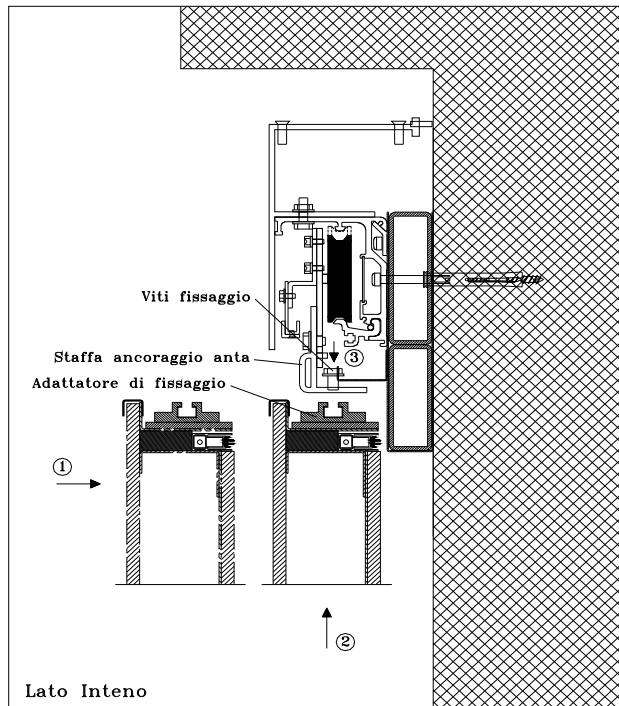 Viti fissaggio
③
Staffa ancoraggio anta
Adattatore di fissaggio
①
②
Lato Inteno